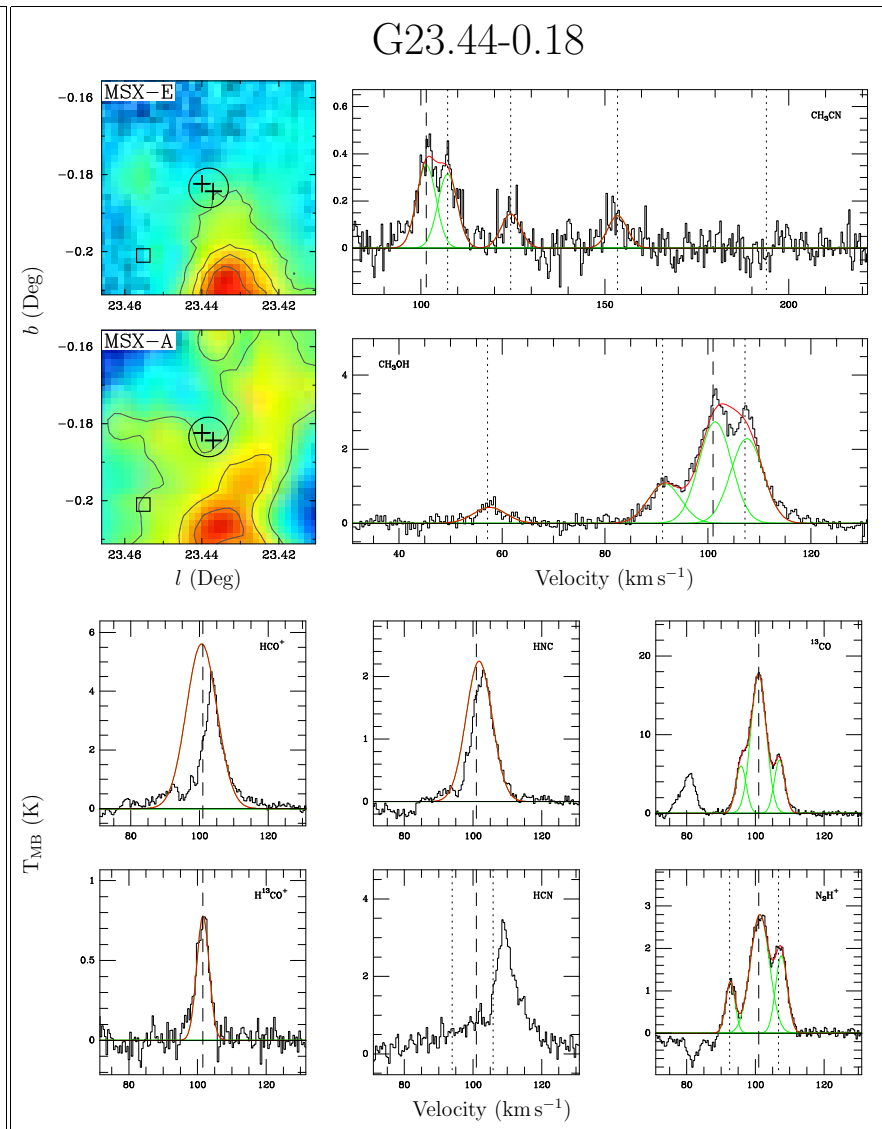 G23.44-0.18
MSX-E
-0.16
-0.18
-0.2
23.46 23.44 23.42
CH₃CN
0.6
0.4
0.2
0
100 150 200
b (Deg)
MSX-A
-0.16
-0.18
-0.2
23.46 23.44 23.42
l (Deg)
CH₃OH
4
2
0
40 60 80 100 120
Velocity (km s⁻¹)
HCO⁺
6
4
2
0
80 100 120
HNC
2
1
0
80 100 120
¹³CO
20
10
0
80 100 120
T_MB (K)
H¹³CO⁺
1
0.5
0
80 100 120
HCN
4
2
0
80 100 120
N₂H⁺
3
2
1
0
80 100 120
Velocity (km s⁻¹)